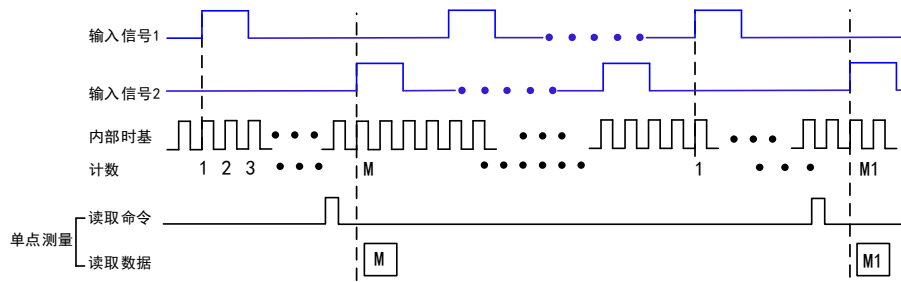 输入信号1
输入信号2
内部时基
计数 1 2 3 M 1 M1
单点测量
读取命令
读取数据 M M1